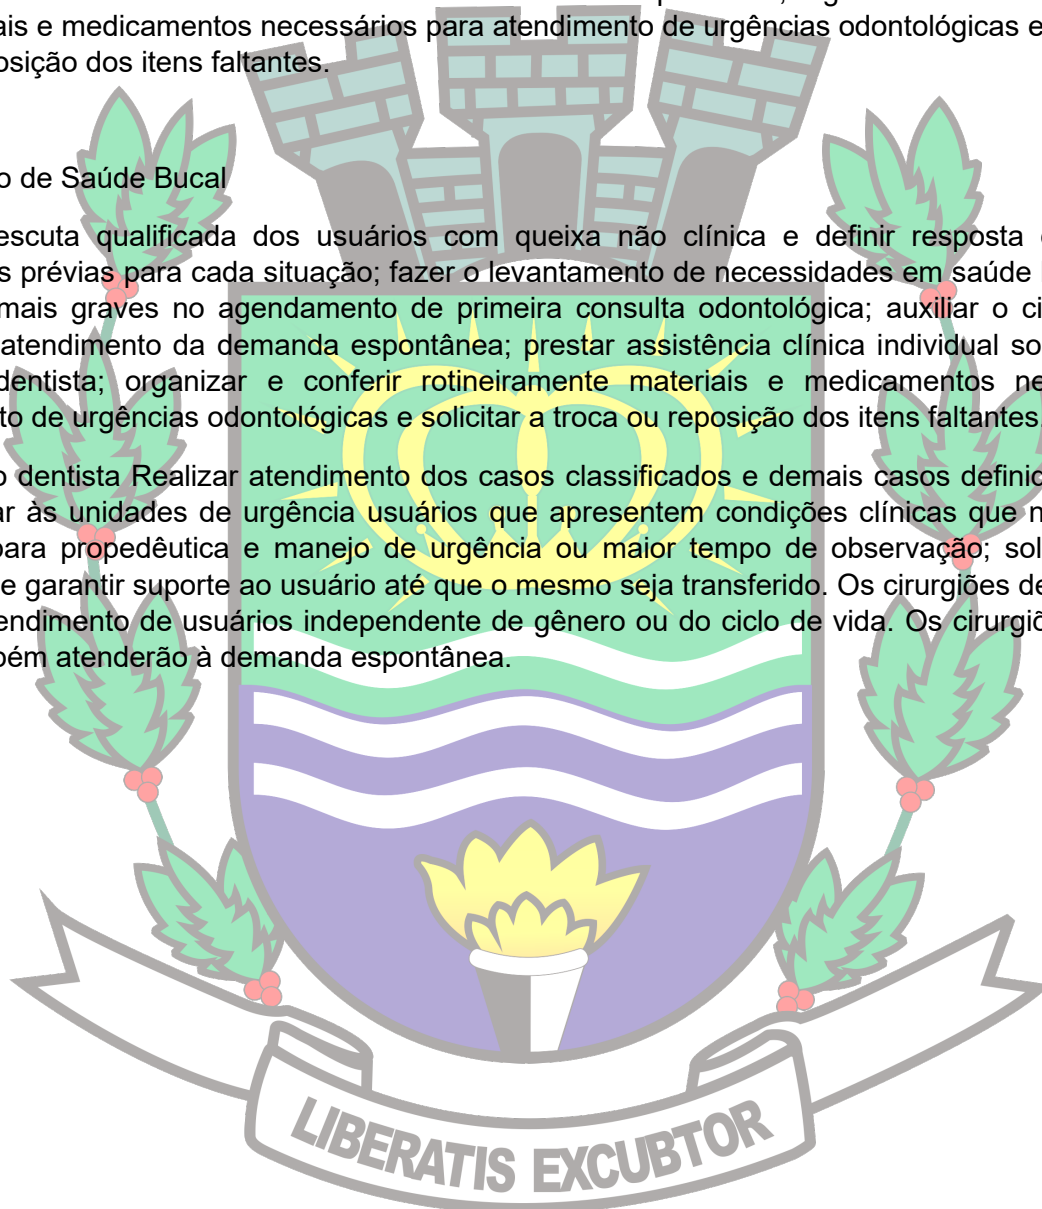 ais e medicamentos necessários para atendimento de urgências odontológicas e
osição dos itens faltantes.
o de Saúde Bucal
escuta qualificada dos usuários com queixa não clínica e definir resposta
s prévias para cada situação; fazer o levantamento de necessidades em saúde
mais graves no agendamento de primeira consulta odontológica; auxiliar o ci
atendimento da demanda espontânea; prestar assistência clínica individual so
dentista; organizar e conferir rotineiramente materiais e medicamentos ne
to de urgências odontológicas e solicitar a troca ou reposição dos itens faltantes.
o dentista Realizar atendimento dos casos classificados e demais casos definid
ar às unidades de urgência usuários que apresentem condições clínicas que n
para propedêutica e manejo de urgência ou maior tempo de observação; sol
e garantir suporte ao usuário até que o mesmo seja transferido. Os cirurgiões de
endimento de usuários independente de gênero ou do ciclo de vida. Os cirurgiõ
bém atenderão à demanda espontânea.
LIBERATIS EXCUBTOR